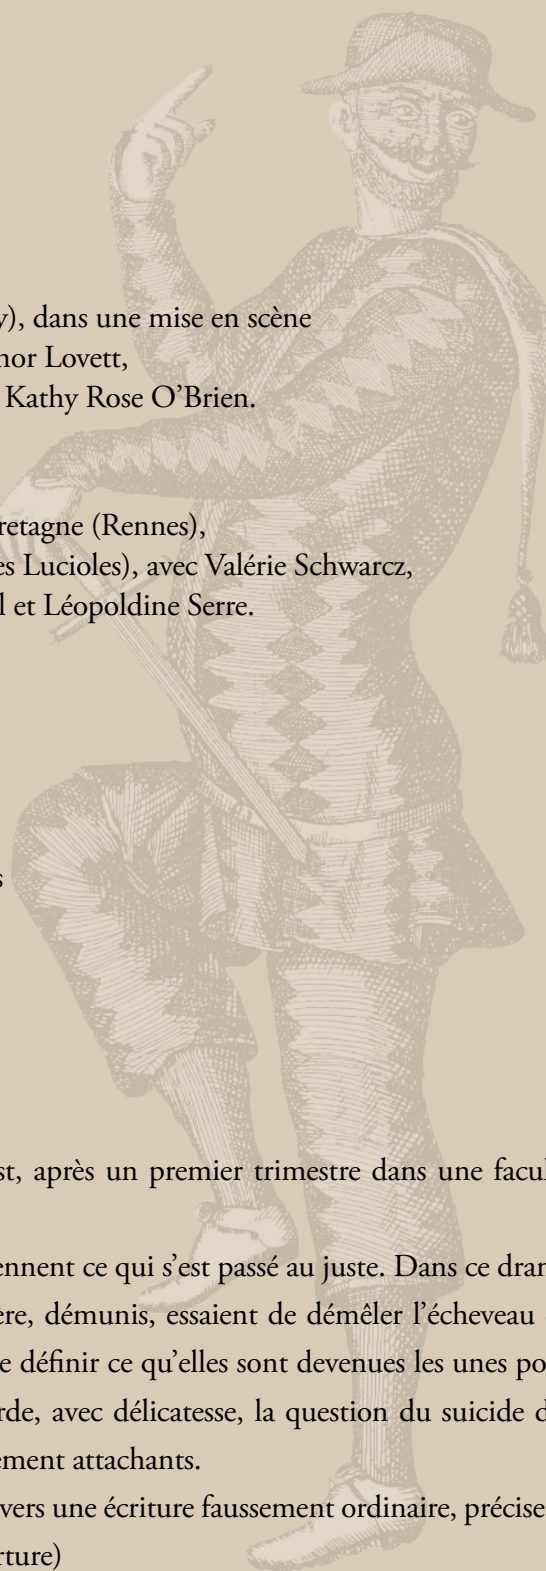 y), dans une mise en scène
nor Lovett,
Kathy Rose O’Brien.
retagne (Rennes),
es Lucioles), avec Valérie Schwarcz,
l et Léopoldine Serre.
s
st, après un premier trimestre dans une facul
ennent ce qui s’est passé au juste. Dans ce dran
ère, démunis, essaient de démêler l’écheveau
e définir ce qu’elles sont devenues les unes po
rde, avec délicatesse, la question du suicide d
ement attachants.
vers une écriture faussement ordinaire, précise
rture)